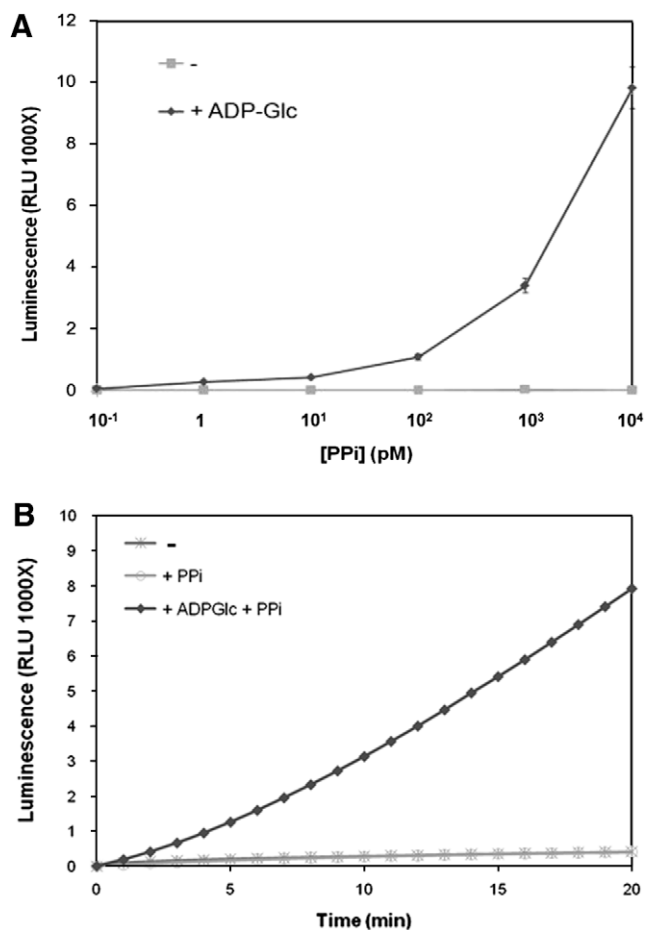 A
12
10
8
6
4
2
0
Luminescence (RLU 1000X)
-
+ ADP-Glc
10⁻¹ 1 10¹ 10² 10³ 10⁴
[PPi] (pM)
B
10
9
8
7
6
5
4
3
2
1
0
Luminescence (RLU 1000X)
-
+ PPi
+ ADPGlc + PPi
0 5 10 15 20
Time (min)